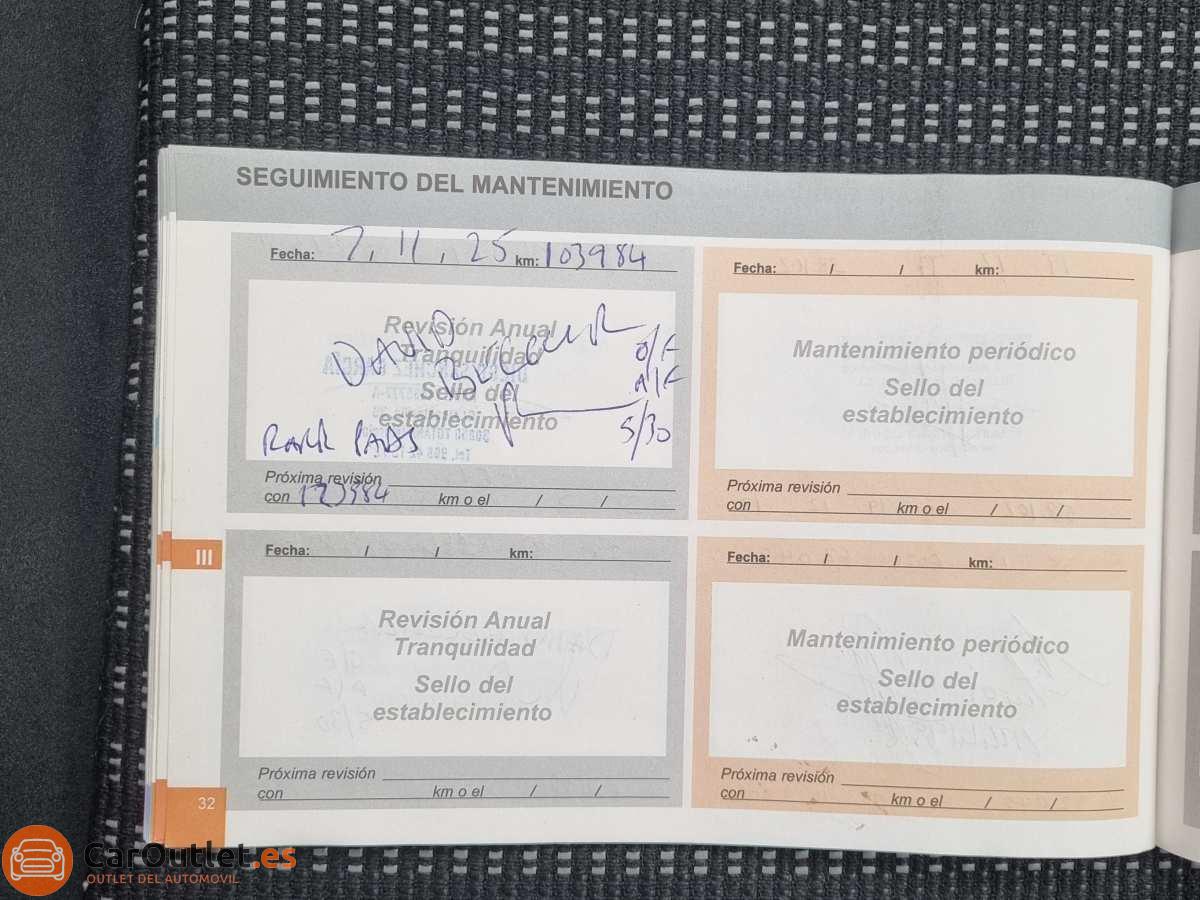 SEGUIMIENTO DEL MANTENIMIENTO
Fecha: 7, 11, 25 km: 103984
Revisión Anual
Tranquilidad
Sello del
establecimiento
DAVID
O/F
A/F
5/30
PADS
Próxima revisión
con km o el / /
Fecha: / / km:
Mantenimiento periódico
Sello del
establecimiento
Próxima revisión
con km o el / /
III
Fecha: / / km:
Revisión Anual
Tranquilidad
Sello del
establecimiento
Próxima revisión
con km o el / /
Fecha: / / km:
Mantenimiento periódico
Sello del
establecimiento
Próxima revisión
con km o el / /
32
CarOutlet.es
OUTLET DEL AUTOMOVIL